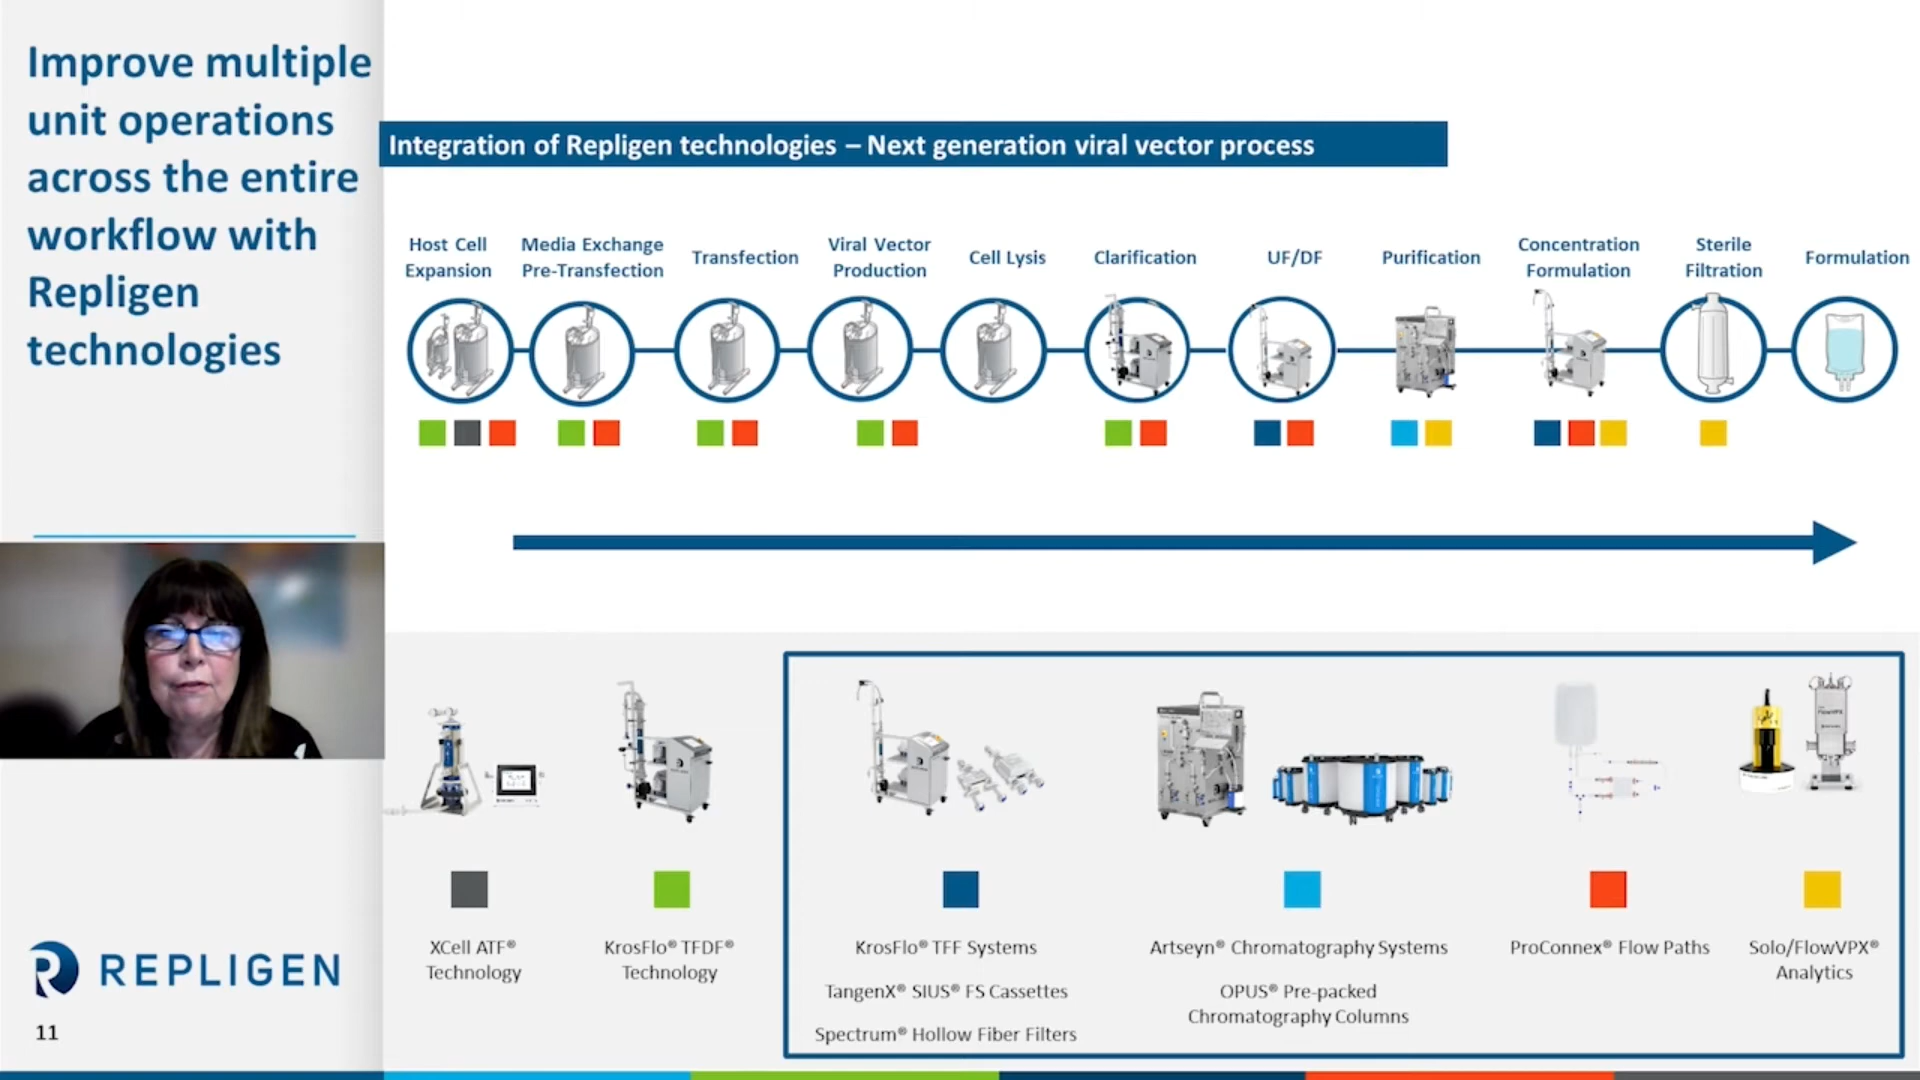 Improve multiple
unit operations
across the entire
workflow with
Repligen
technologies
Integration of Repligen technologies – Next generation viral vector process
Host Cell
Expansion
Media Exchange
Pre-Transfection
Transfection
Viral Vector
Production
Cell Lysis
Clarification
UF/DF
Purification
Concentration
Formulation
Sterile
Filtration
Formulation
XCell ATF®
Technology
KrosFlo® TFDF®
Technology
KrosFlo® TFF Systems
TangenX® SIUS® FS Cassettes
Spectrum® Hollow Fiber Filters
Artseyn® Chromatography Systems
OPUS® Pre-packed
Chromatography Columns
ProConnex® Flow Paths
Solo/FlowVPX®
Analytics
REPLIGEN
11